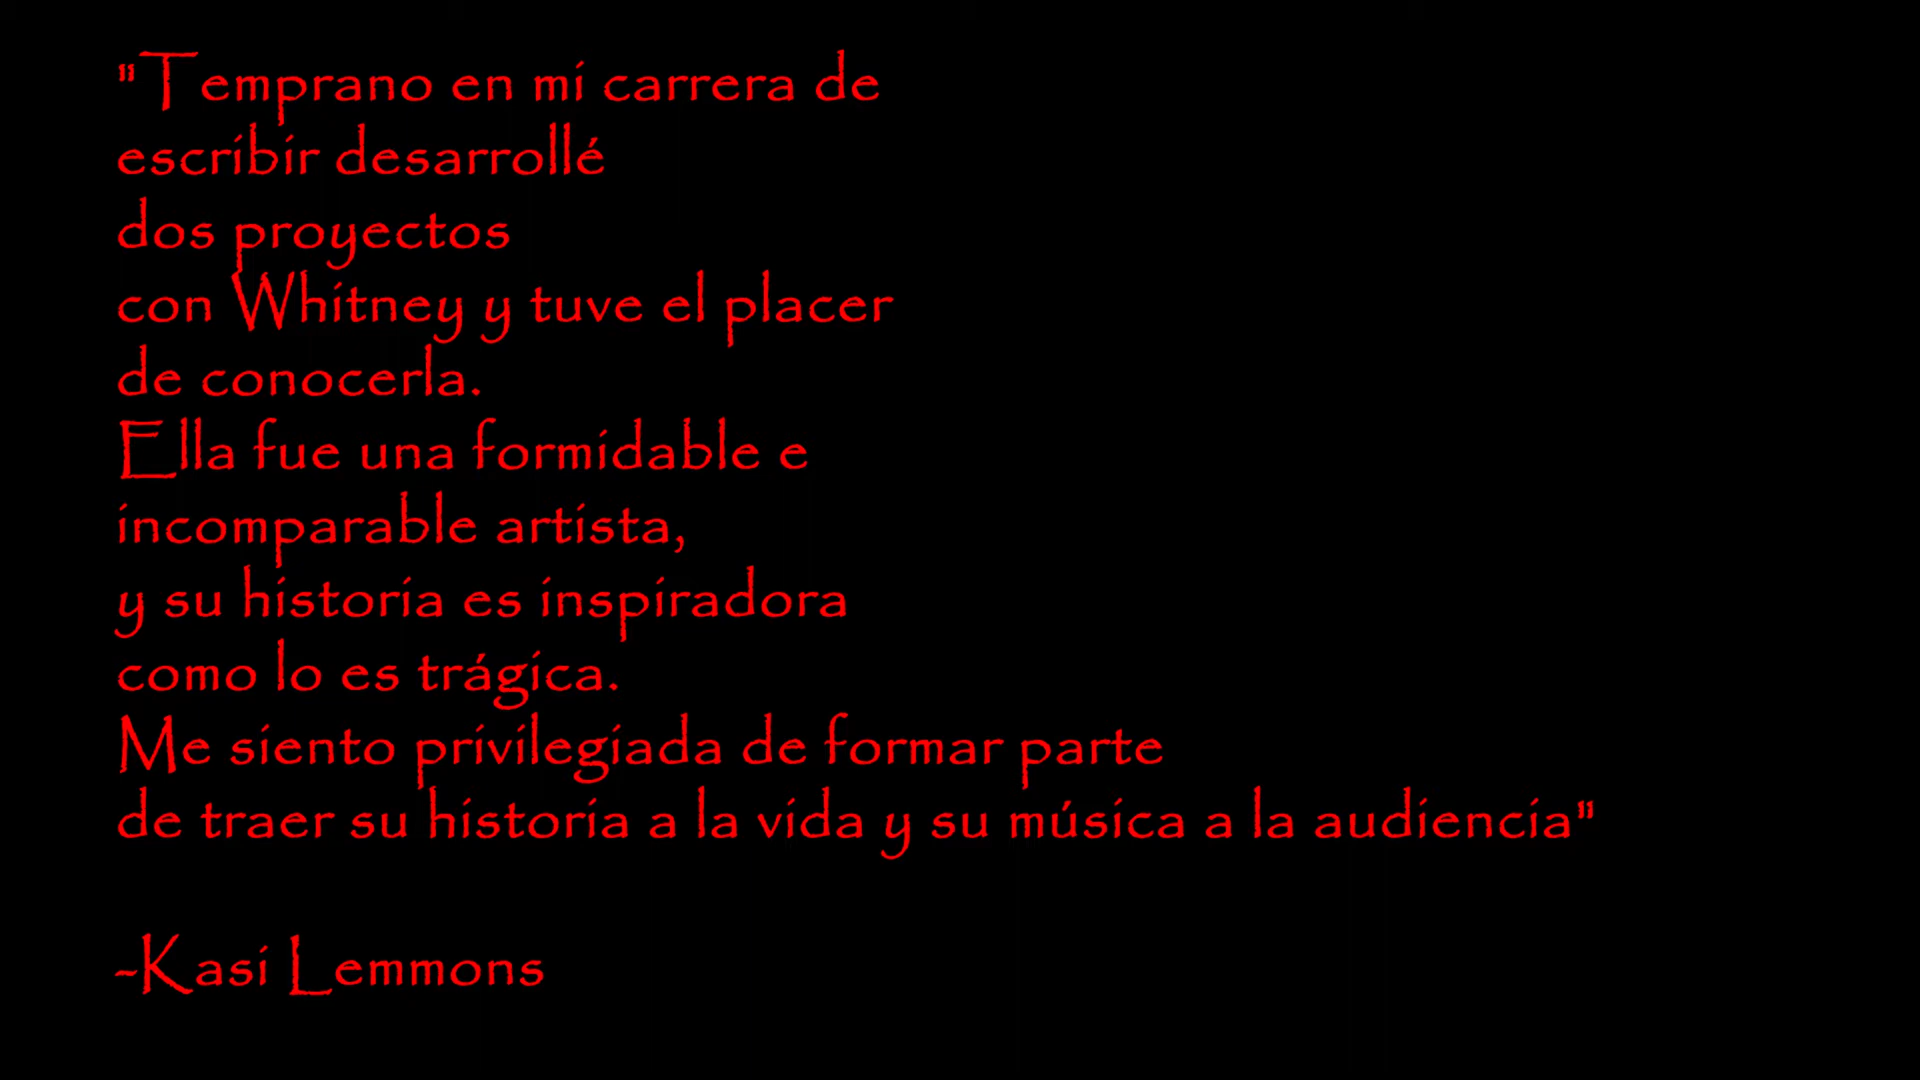 "Temprano en mi carrera de
escribir desarrollé
dos proyectos
con Whitney y tuve el placer
de conocerla.
Ella fue una formidable e
incomparable artista,
y su historia es inspiradora
como lo es trágica.
Me siento privilegiada de formar parte
de traer su historia a la vida y su música a la audiencia"
-Kasi Lemmons